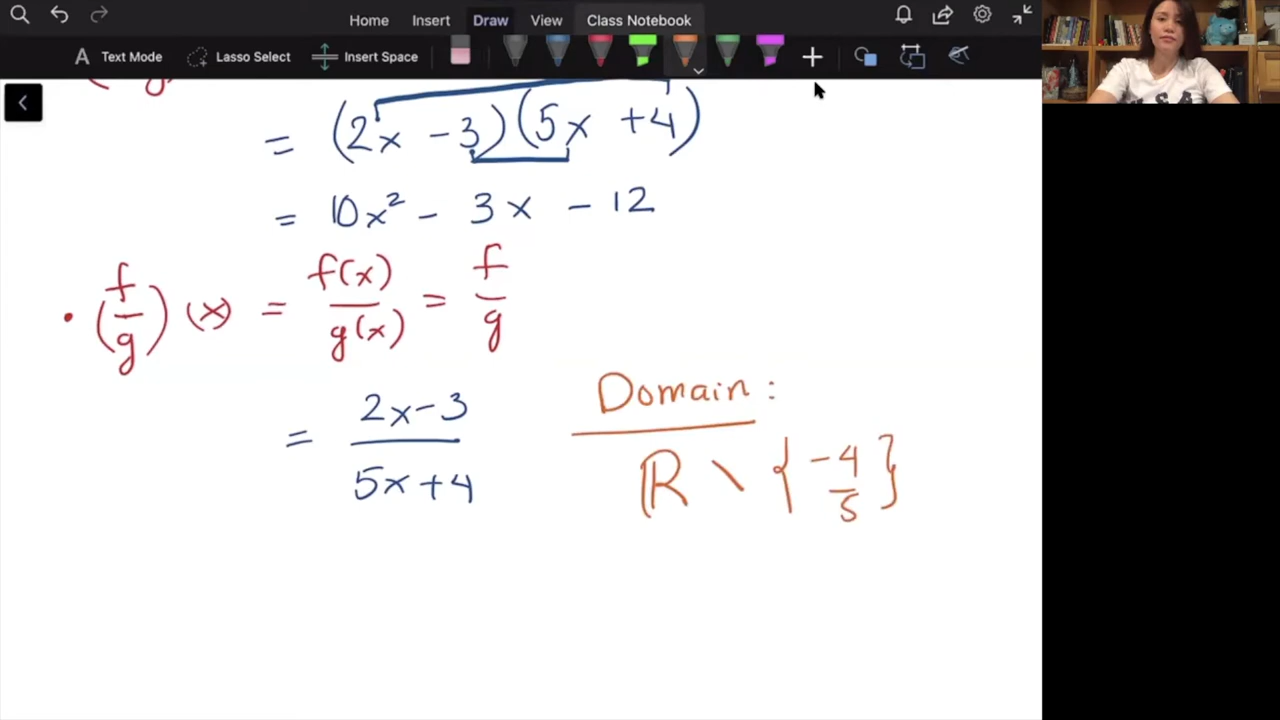 Home Insert Draw View Class Notebook
Text Mode Lasso Select Insert Space
= (2x - 3)(5x + 4)
= 10x² - 3x - 12
• (f/g)(x) = f(x)/g(x) = f/g
= 2x-3/5x+4
Domain:
ℝ \ {-4/5}